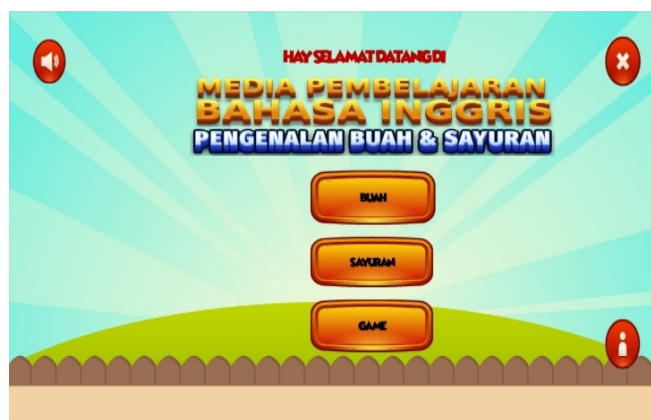 HAY SELAMAT DATANG DI
MEDIA PEMBELAJARAN
BAHASA INGGRIS
PENGENALAN BUAH & SAYURAN
BUAH
SAYURAN
GAME